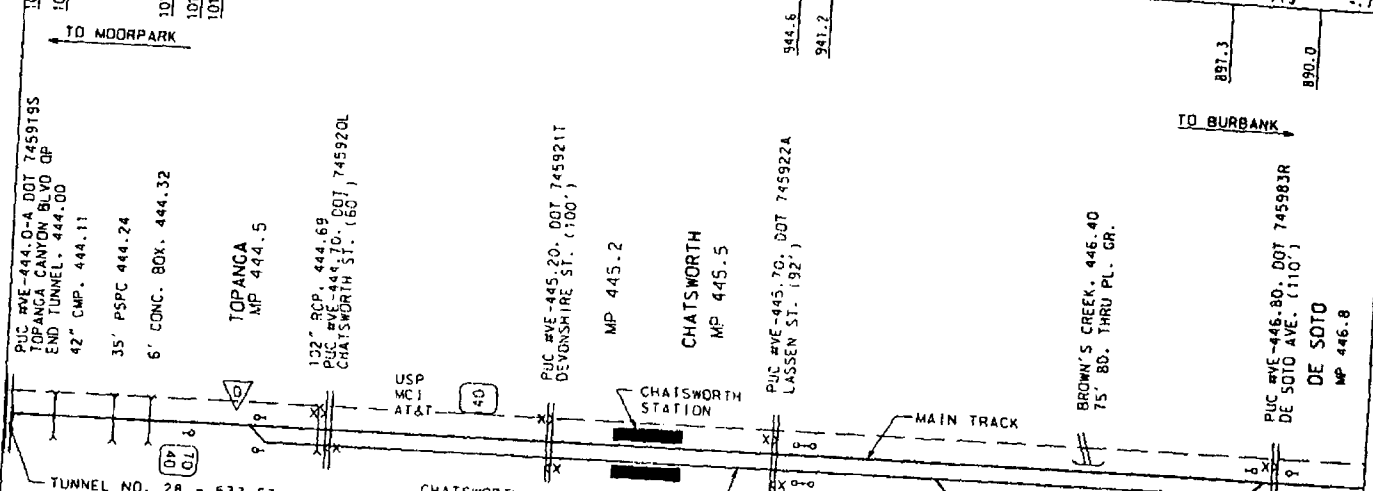 TO MOORPARK
944.6
941.2
897.3
890.0
TO BURBANK
PUC #VE-444.0-A DOT 745919S
TOPANGA CANYON BLVD OP
END TUNNEL. 444.00
42" CMP. 444.11
35' PSPC 444.24
6' CONC. BOX. 444.32
TOPANGA
MP 444.5
102" RCP. 444.69
PUC #VE-444.70. DOT 745920L
CHATSWORTH ST. (60')
PUC #VE-445.20. DOT 745921T
DEVONSHIRE ST. (100')
MP 445.2
CHATSWORTH
MP 445.5
PUC #VE-445.70. DOT 745922A
LASSEN ST. (92')
BROWN'S CREEK. 446.40
75' BD. THRU PL. GR.
PUC #VE-446.80. DOT 745983R
DE SOTO AVE. (110')
DE SOTO
MP 446.8
D
USP
MCI
AT&T
40
CHATSWORTH
STATION
MAIN TRACK
70
40
TUNNEL NO. 28 -
CHATSWORTH